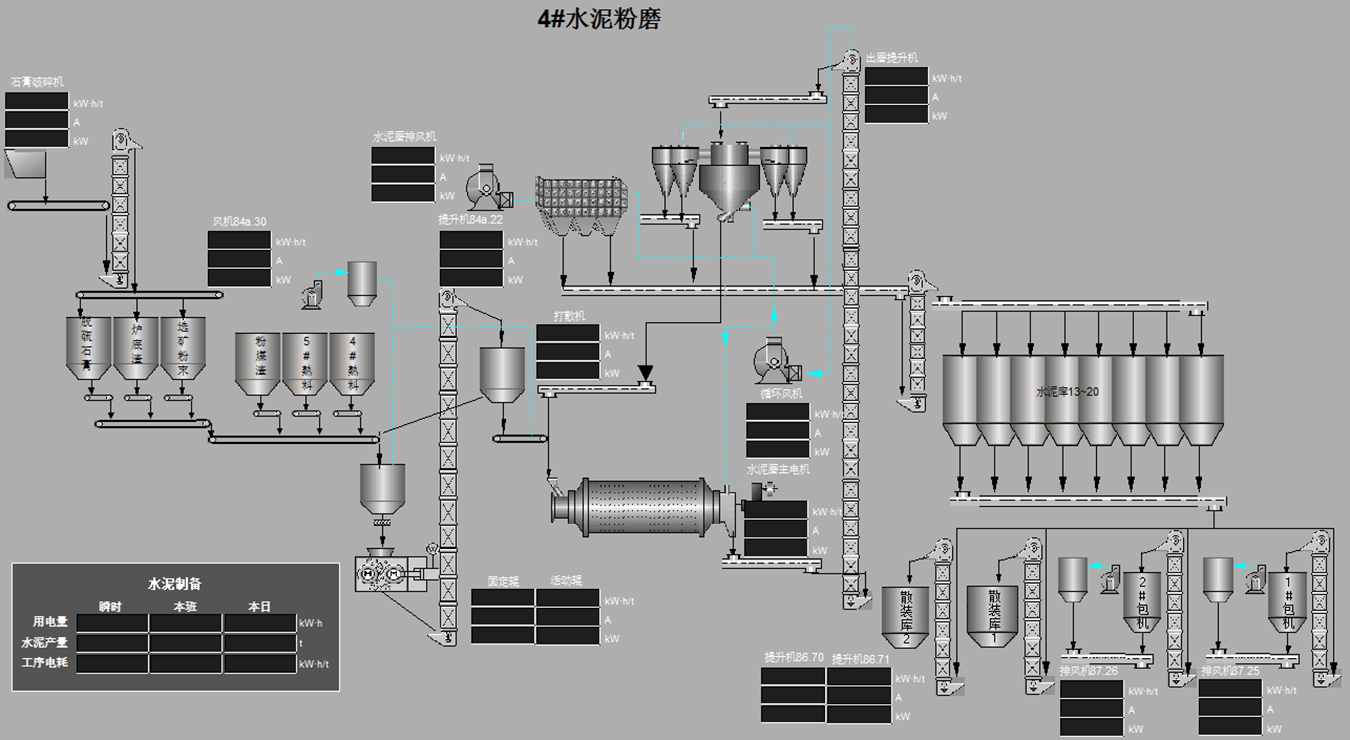 4#水泥粉磨
石膏破碎机
kW·h/t
A
kW
出磨提升机
kW·h/t
A
kW
水泥磨排风机
kW·h/t
A
kW
风机84a.30
kW·h/t
A
kW
提升机84a.22
kW·h/t
A
kW
打散机
kW·h/t
A
kW
脱硫石膏
炉底渣
选矿粉末
粉煤渣
5#熟料
4#熟料
循环风机
kW·h/t
A
kW
水泥库13~20
水泥磨主电机
kW·h/t
A
kW
固定辊
活动辊
kW·h/t
A
kW
水泥制备
瞬时 本班 本日
用电量 kW·h
水泥产量 t
工序电耗 kW·h/t
散装库2
散装库1
2#包机
1#包机
提升机86.70
提升机86.71
kW·h/t
A
kW
排风机87.26
kW·h/t
A
kW
排风机87.25
kW·h/t
A
kW